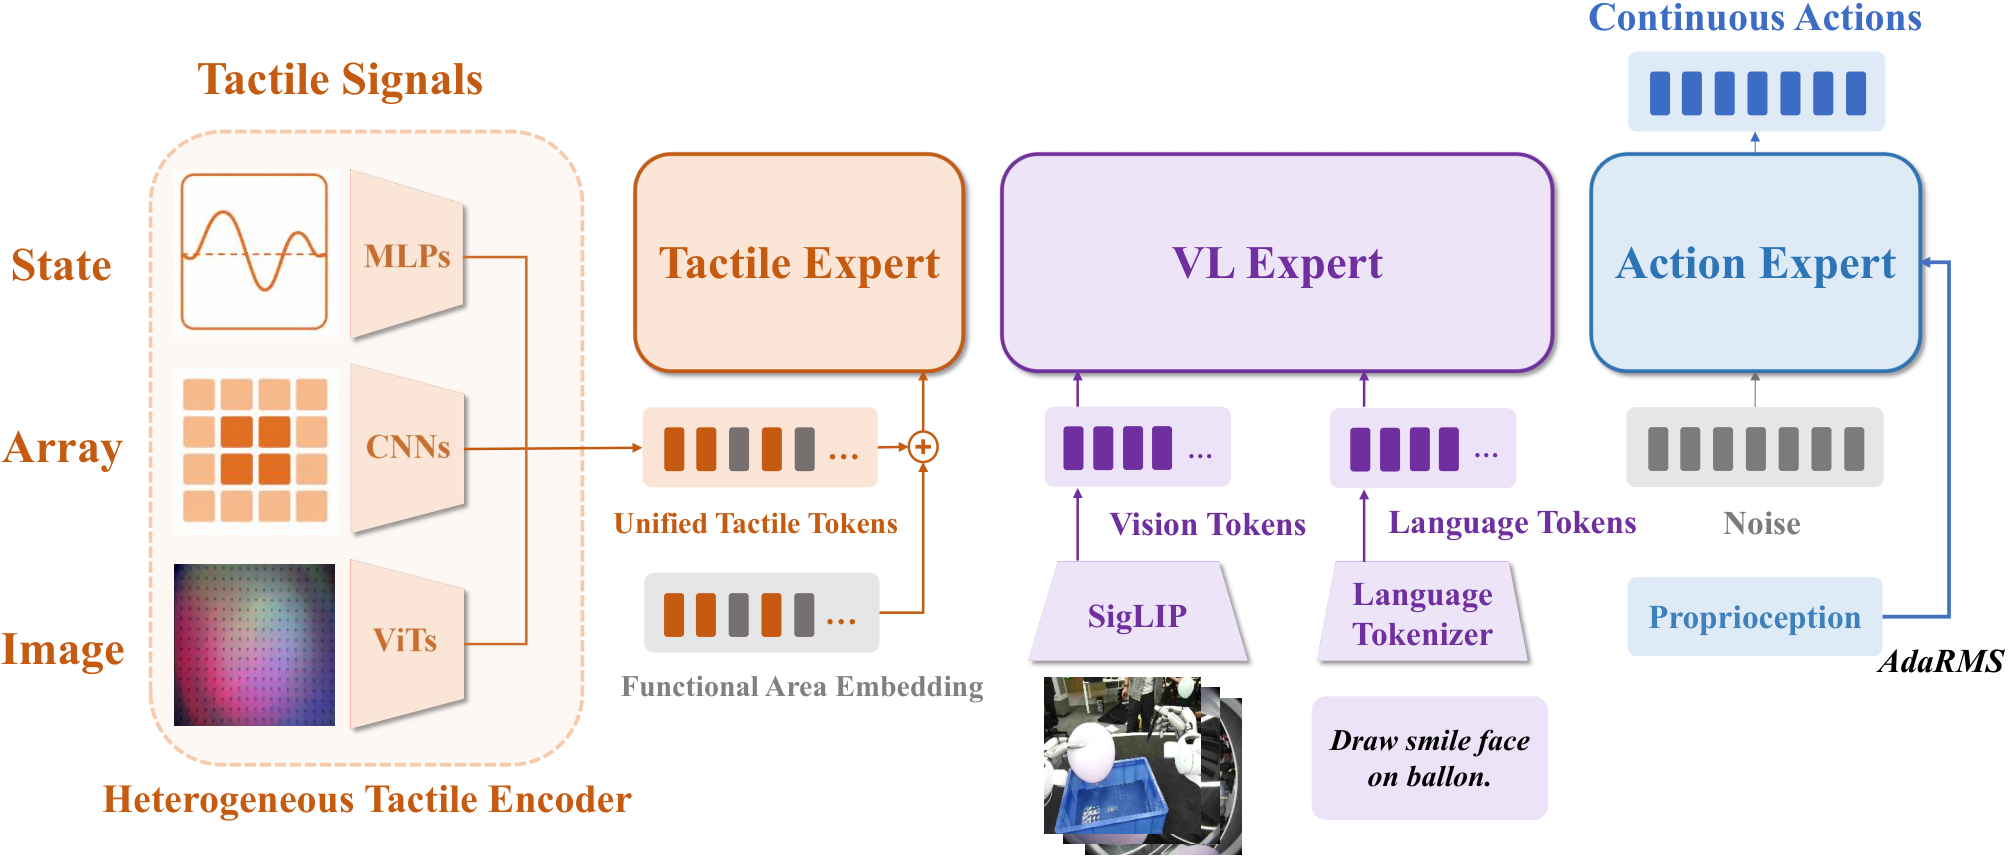 Continuous Actions
Tactile Signals
State
MLPs
Tactile Expert
VL Expert
Action Expert
Array
CNNs
...
...
...
Unified Tactile Tokens
Vision Tokens
Language Tokens
Noise
Image
ViTs
...
Functional Area Embedding
SigLIP
Language
Tokenizer
Proprioception
AdaRMS
Draw smile face
on ballon.
Heterogeneous Tactile Encoder